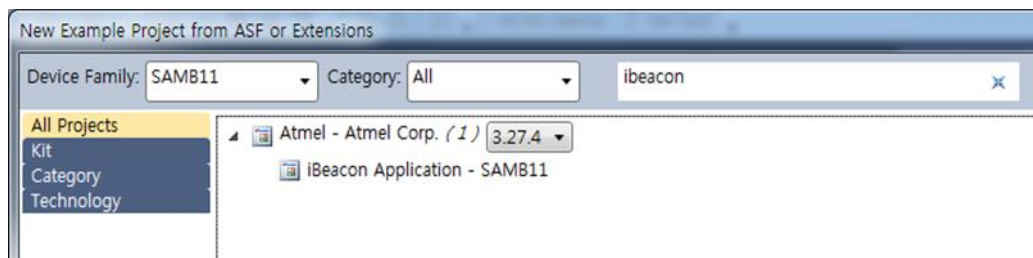 New Example Project from ASF or Extensions
Device Family: SAMB11 Category: All ibeacon
All Projects
Kit
Category
Technology
Atmel - Atmel Corp. (1) 3.27.4
iBeacon Application - SAMB11